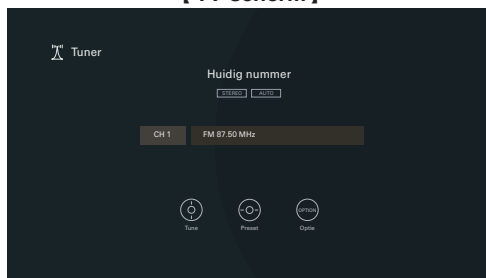 Tuner
Huidig nummer
STEREO AUTO
CH 1 FM 87.50 MHz
OPTION
Tune Preset Optie